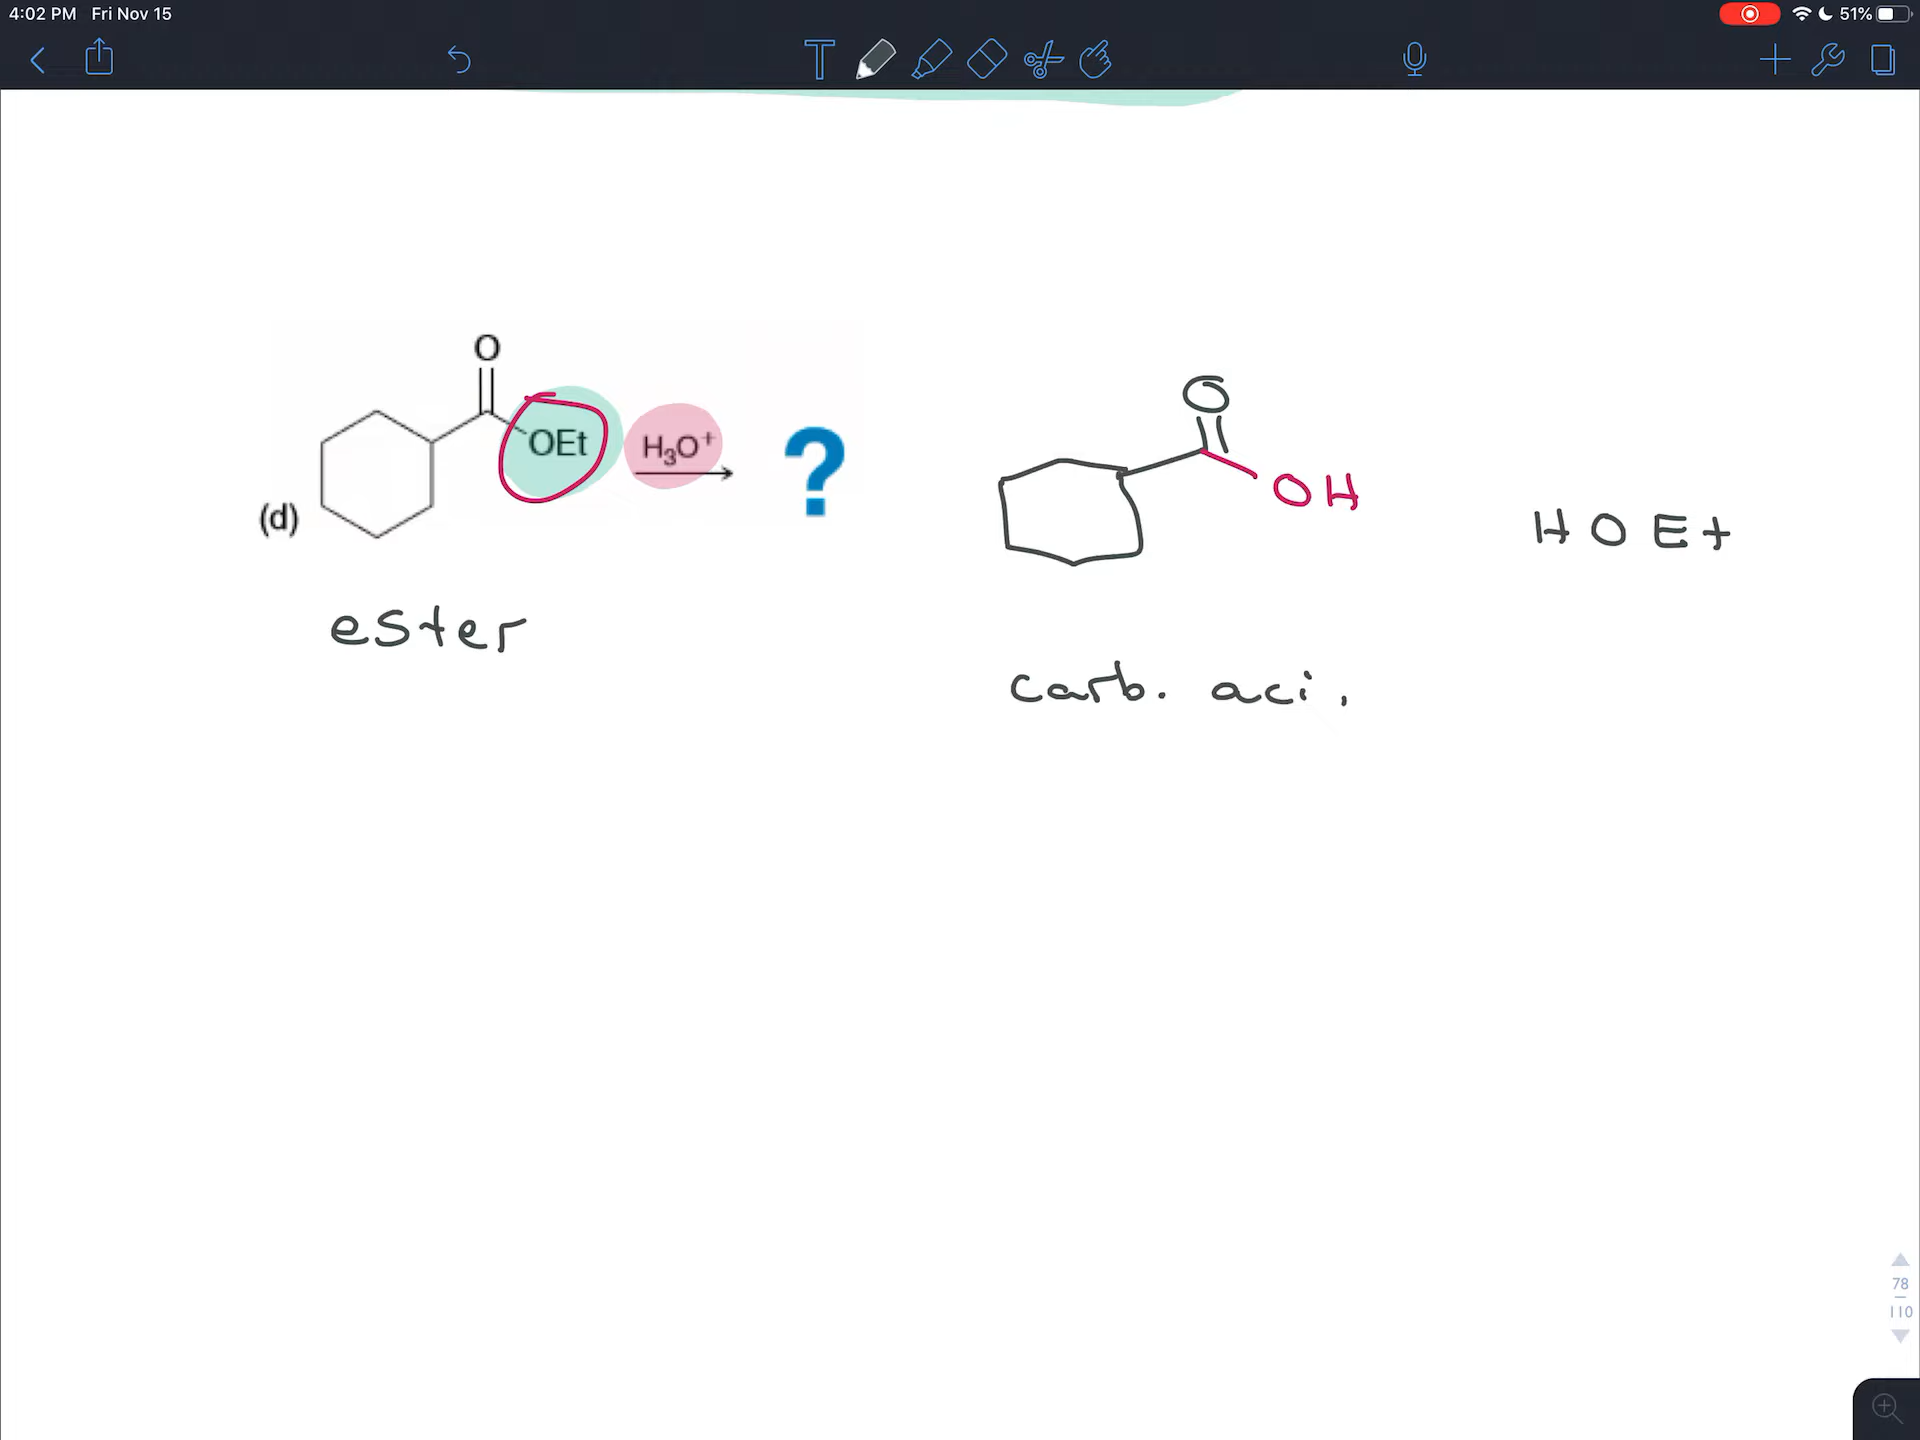 4:02 PM Fri Nov 15
51%
T
O
OEt
H₃O⁺
?
(d)
O
OH
HOEt
ester
carb. aci
78
110